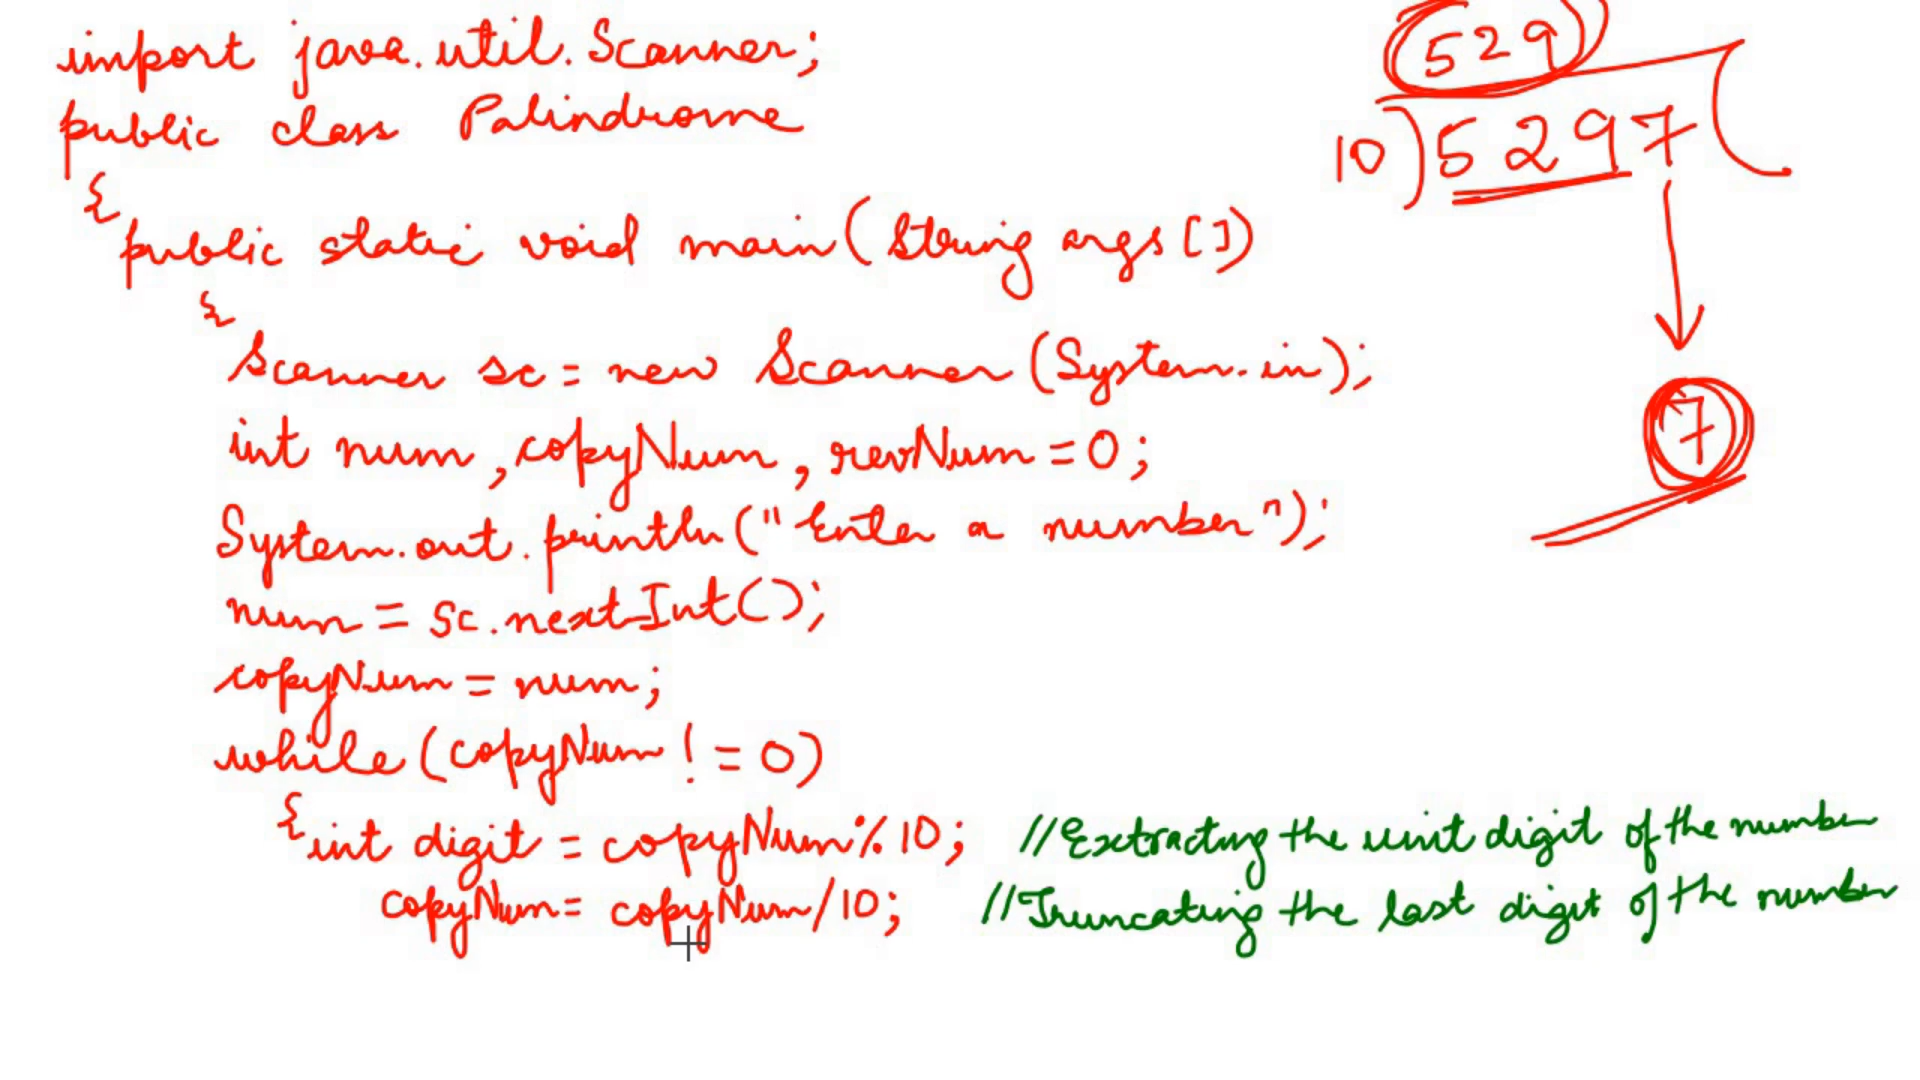 import java.util.Scanner;
public class Palindrome
{
public static void main(String args[])
{
Scanner sc = new Scanner(System.in);
int num, copyNum, revNum = 0;
System.out.println("Enter a number");
num = sc.nextInt();
copyNum = num;
while(copyNum != 0)
{ int digit = copyNum % 10; //Extracting the unit digit of the number
copyNum = copyNum/10; //Truncating the last digit of the number
529
10) 5297 (
7